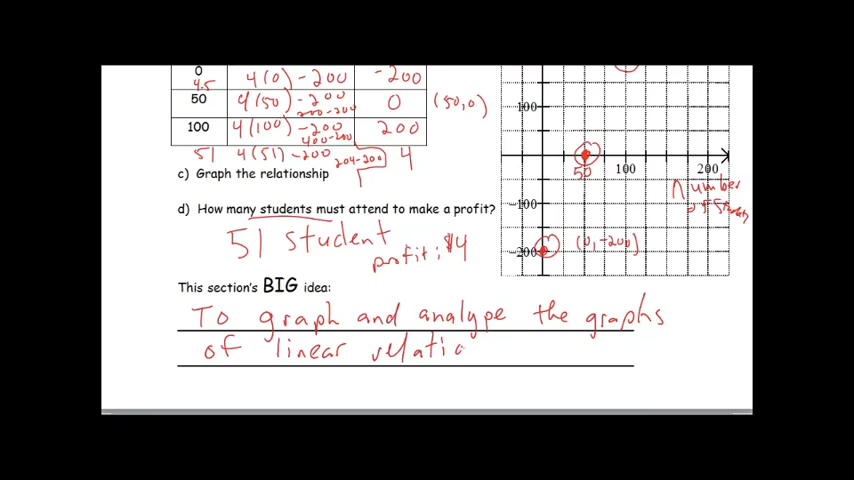 0 4(0) -200 -200
4.5
50 4(50) -200 0 (50,0)
200-200
100 4(100) -200 200
400-200
51 4(51) -200 204-200 4
c) Graph the relationship
d) How many students must attend to make a profit?
51 student
profit: $4
This section's BIG idea:
To graph and analype the graphs
of linear relatio
100
50 100 200
number
of Students
-100
-200 (0,-200)